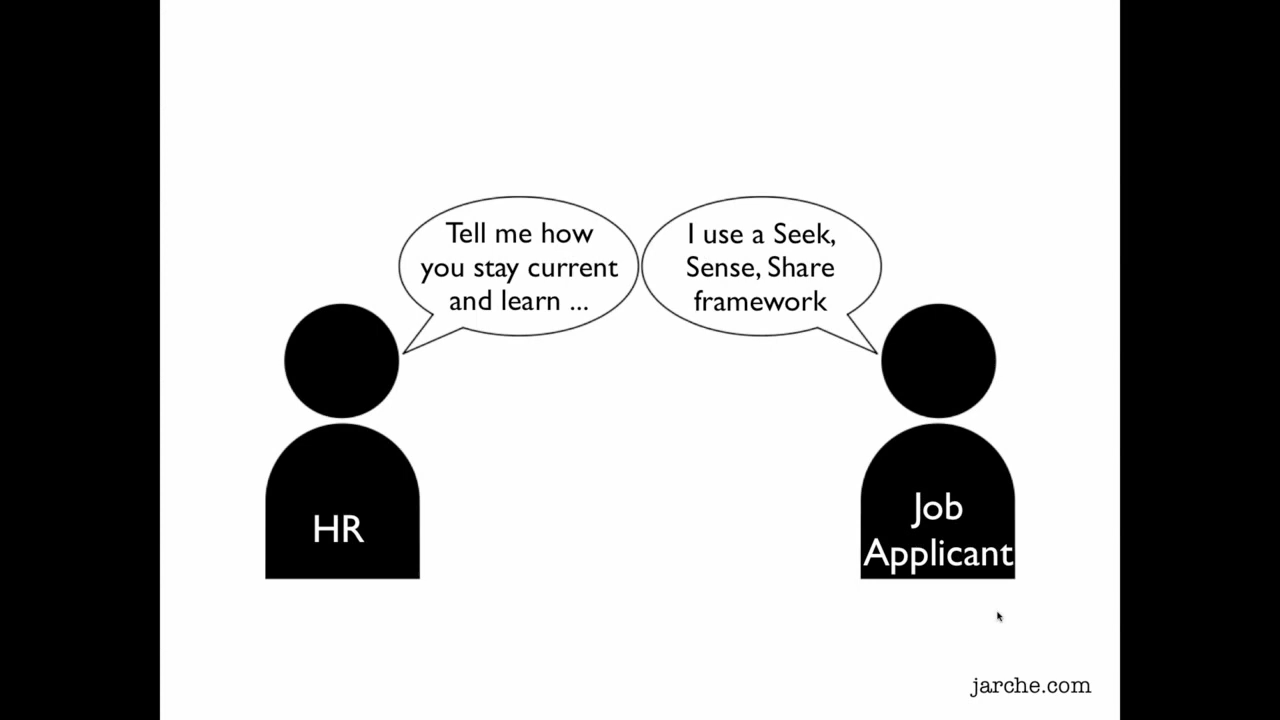 Tell me how
you stay current
and learn ...
I use a Seek,
Sense, Share
framework
HR
Job
Applicant
jarche.com